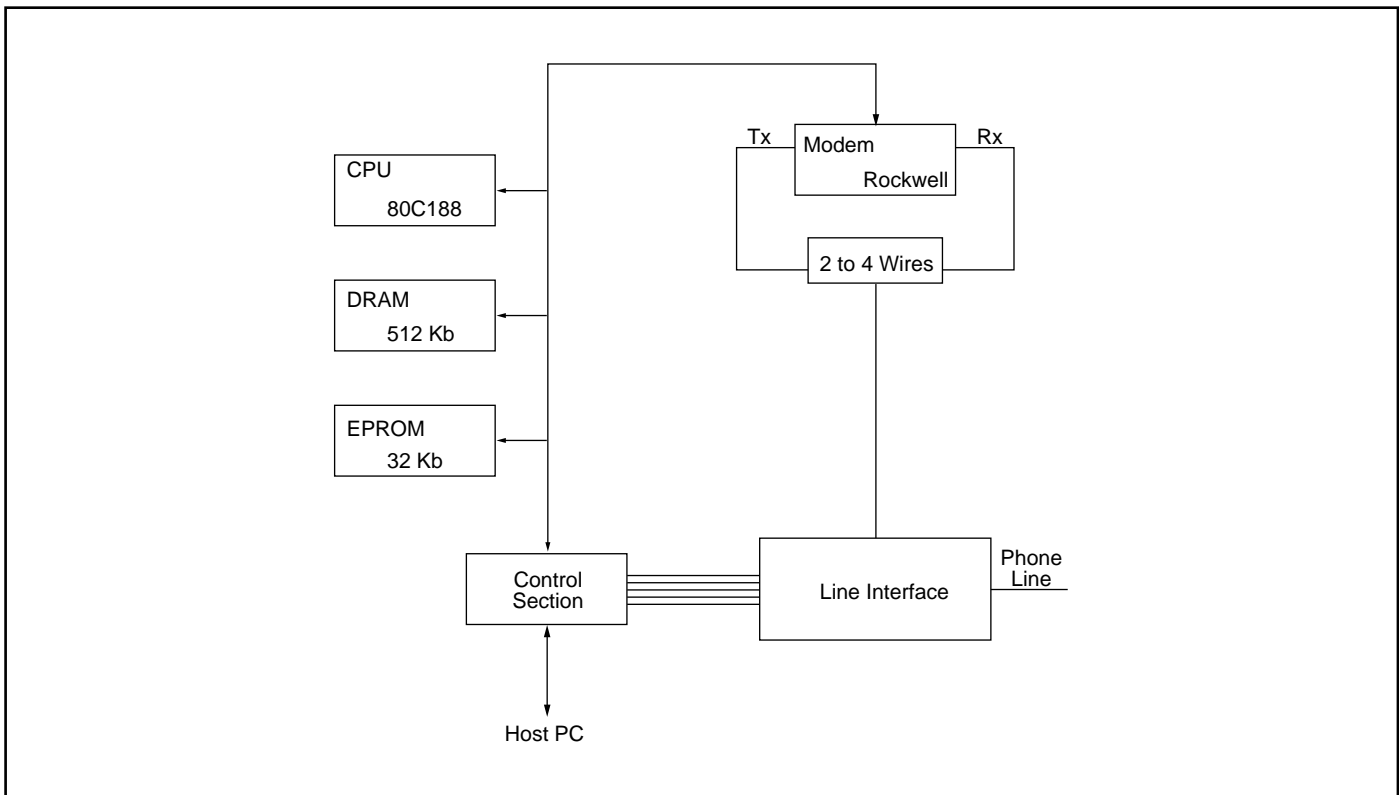 Tx
Modem
Rockwell
Rx
CPU
80C188
2 to 4 Wires
DRAM
512 Kb
EPROM
32 Kb
Control
Section
Line Interface
Phone
Line
Host PC